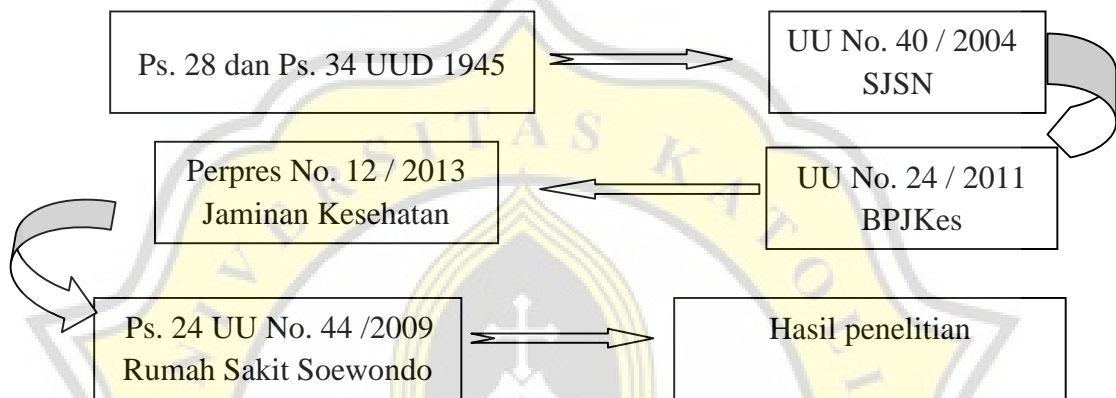 Ps. 28 dan Ps. 34 UUD 1945
UU No. 40 / 2004
SJSN
UU No. 24 / 2011
BPJKes
Perpres No. 12 / 2013
Jaminan Kesehatan
Ps. 24 UU No. 44 /2009
Rumah Sakit Soewondo
Hasil penelitian